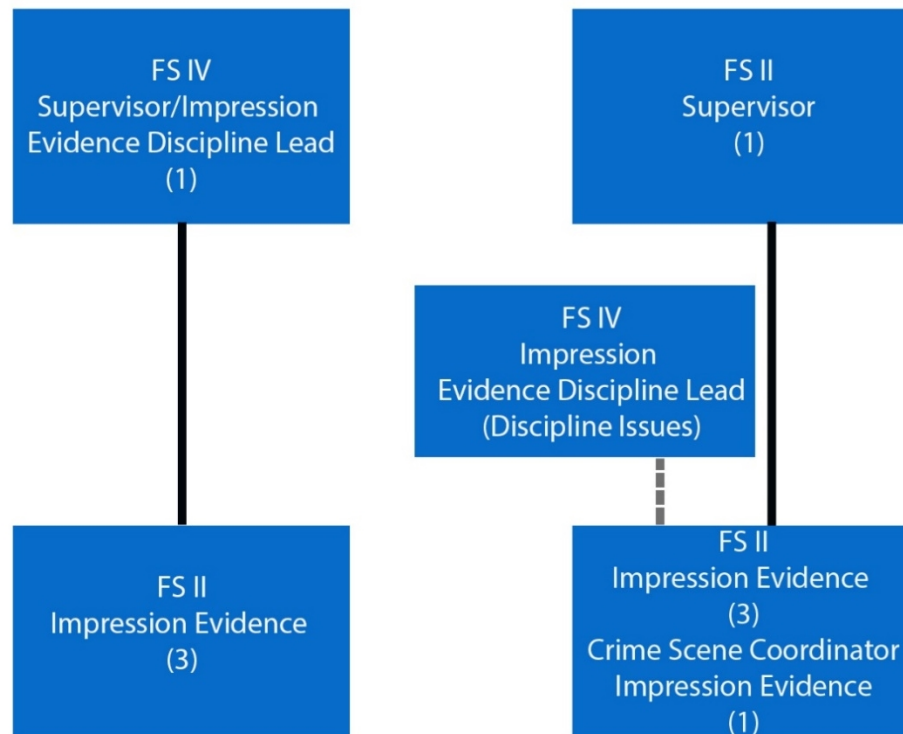 FS IV
Supervisor/Impression
Evidence Discipline Lead
(1)
FS II
Supervisor
(1)
FS IV
Impression
Evidence Discipline Lead
(Discipline Issues)
FS II
Impression Evidence
(3)
FS II
Impression Evidence
(3)
Crime Scene Coordinator
Impression Evidence
(1)